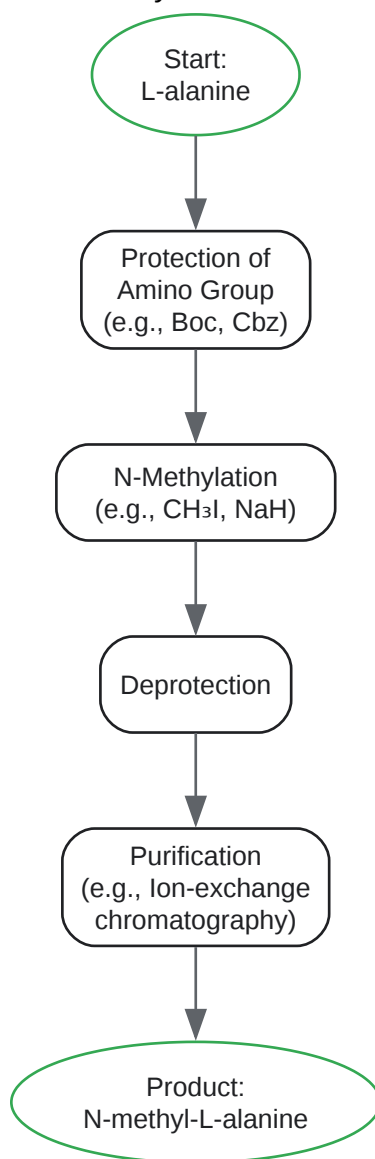 Start:
L-alanine
Protection of
Amino Group
(e.g., Boc, Cbz)
N-Methylation
(e.g., CH₃I, NaH)
Deprotection
Purification
(e.g., Ion-exchange
chromatography)
Product:
N-methyl-L-alanine